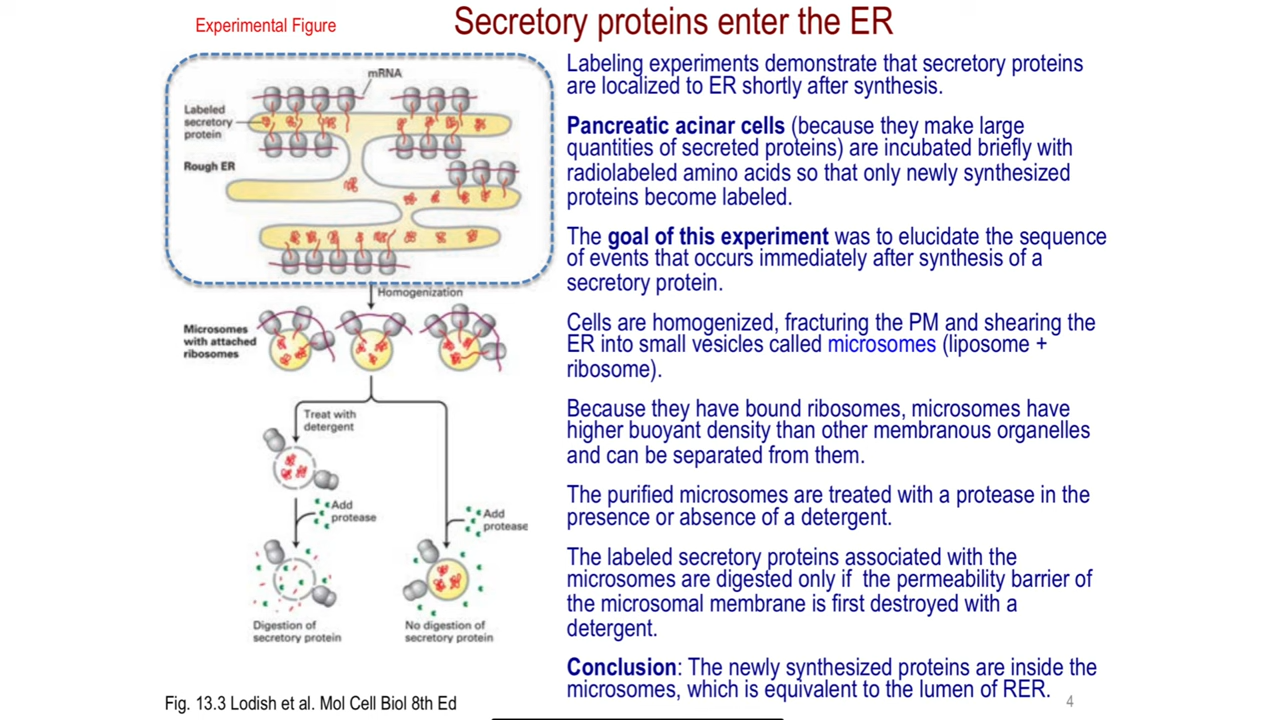 Experimental Figure
Secretory proteins enter the ER
mRNA
Labeled
secretory
protein
Rough ER
Homogenization
Microsomes
with attached
ribosomes
Treat with
detergent
Add
protease
Add
protease
Digestion of
secretory protein
No digestion of
secretory protein
Fig. 13.3 Lodish et al. Mol Cell Biol 8th Ed
Labeling experiments demonstrate that secretory proteins
are localized to ER shortly after synthesis.
Pancreatic acinar cells (because they make large
quantities of secreted proteins) are incubated briefly with
radiolabeled amino acids so that only newly synthesized
proteins become labeled.
The goal of this experiment was to elucidate the sequence
of events that occurs immediately after synthesis of a
secretory protein.
Cells are homogenized, fracturing the PM and shearing the
ER into small vesicles called microsomes (liposome +
ribosome).
Because they have bound ribosomes, microsomes have
higher buoyant density than other membranous organelles
and can be separated from them.
The purified microsomes are treated with a protease in the
presence or absence of a detergent.
The labeled secretory proteins associated with the
microsomes are digested only if the permeability barrier of
the microsomal membrane is first destroyed with a
detergent.
Conclusion: The newly synthesized proteins are inside the
microsomes, which is equivalent to the lumen of RER.
4